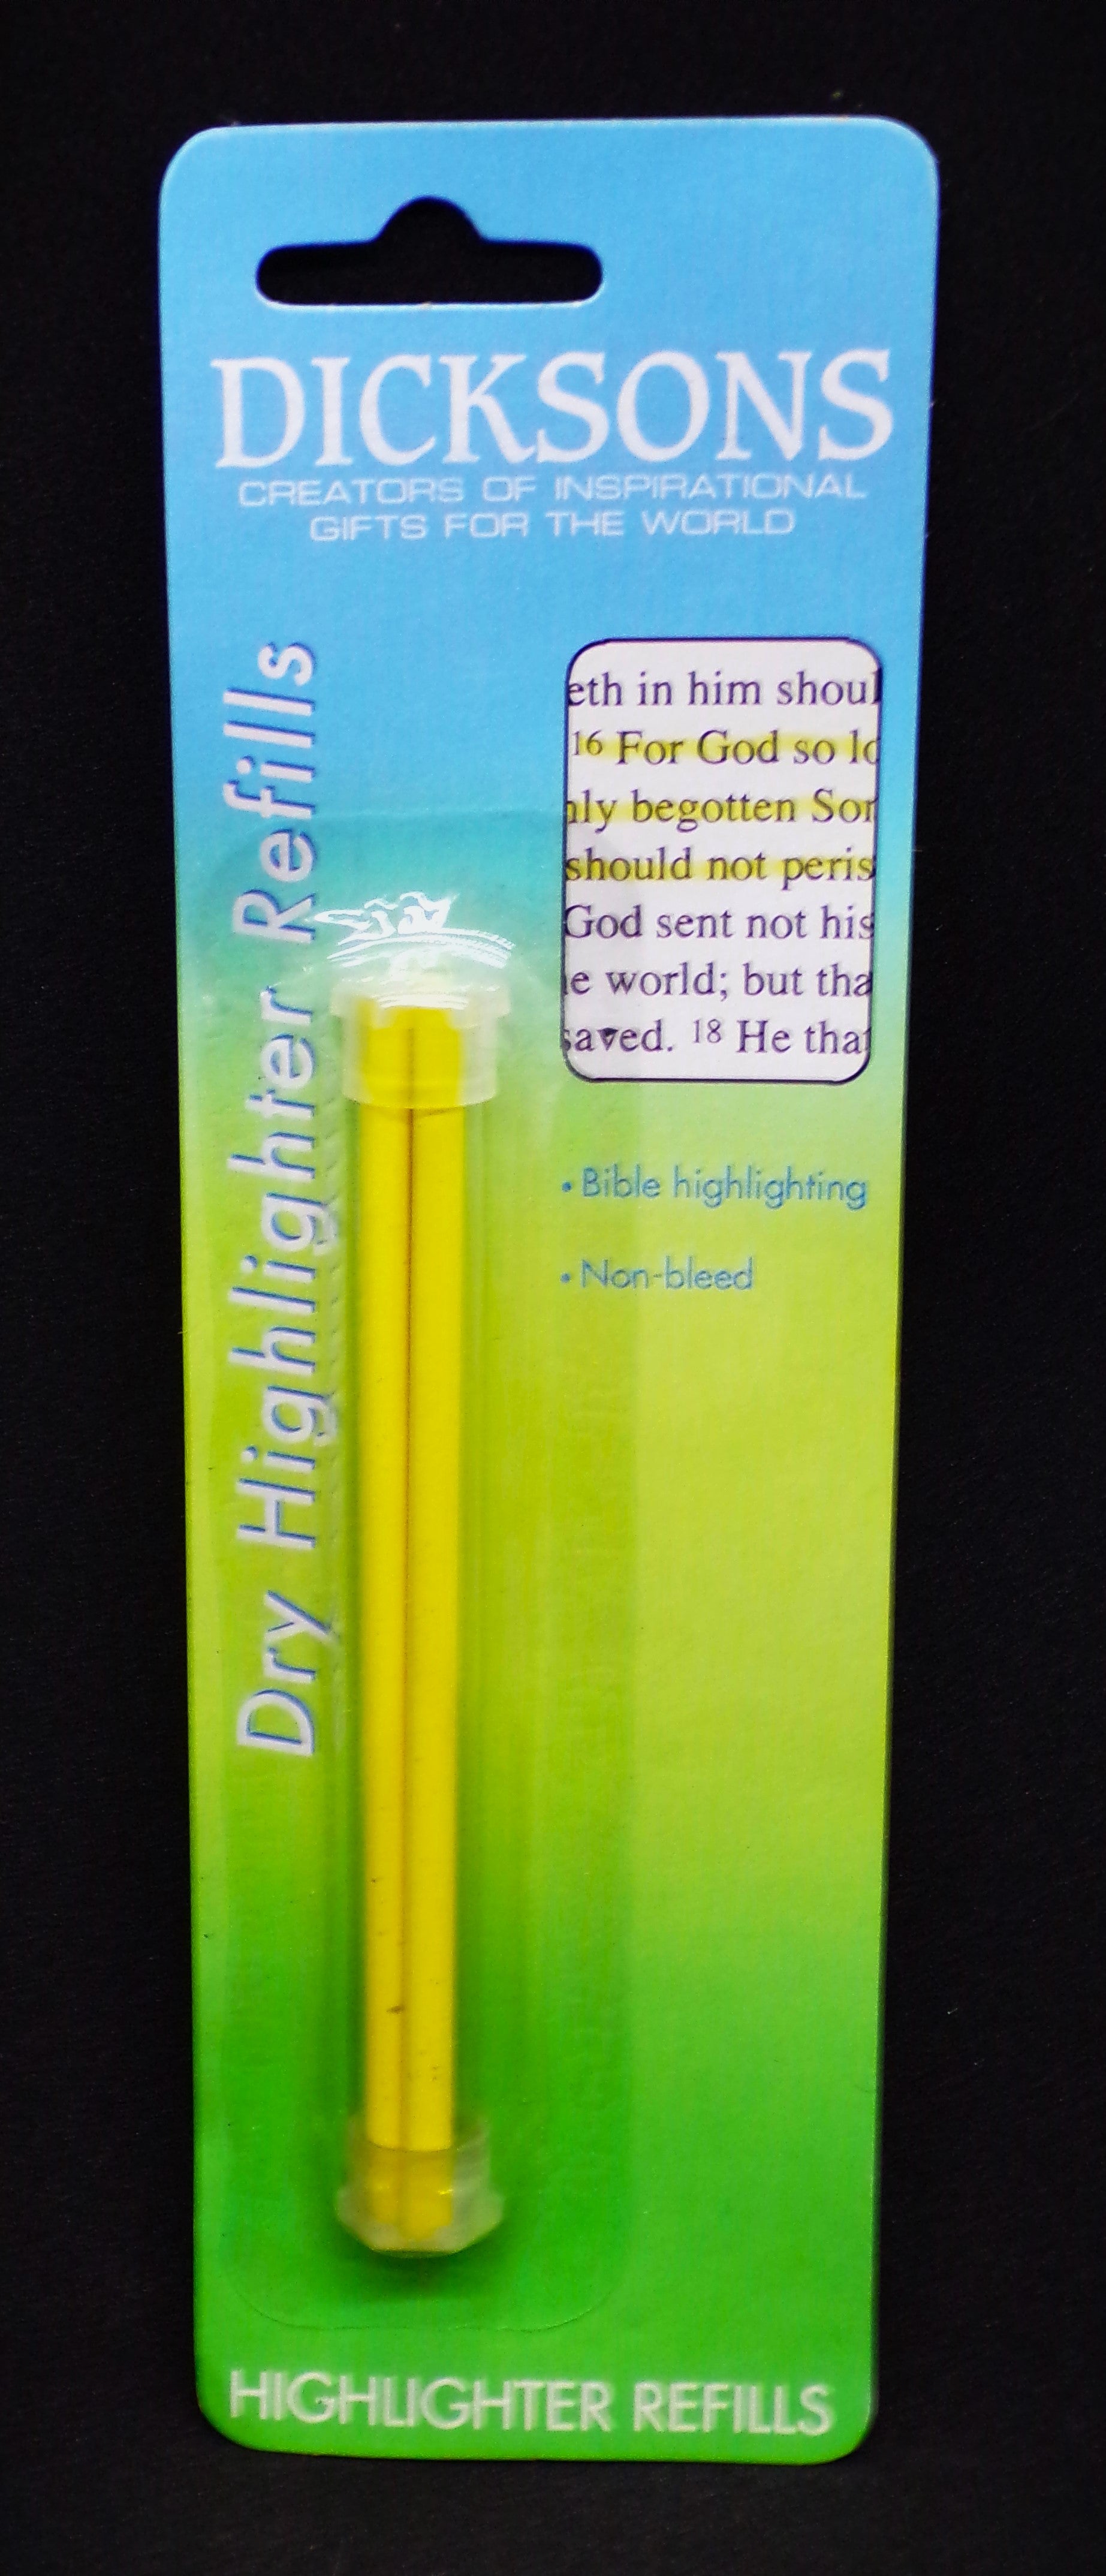 DICKSONS
CREATORS OF INSPIRATIONAL
GIFTS FOR THE WORLD
Dry Highlighter Refills
eth in him shoul
16 For God so lo
nly begotten Son
should not peris
God sent not his
e world; but tha
saved. 18 He that
• Bible highlighting
• Non-bleed
HIGHLIGHTER REFILLS